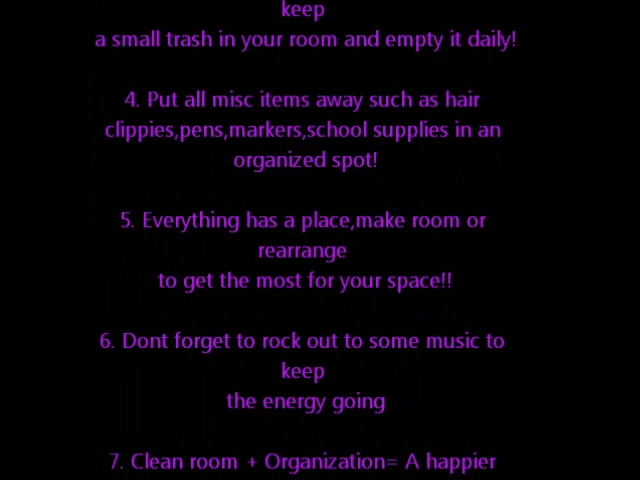 keep
a small trash in your room and empty it daily!
4. Put all misc items away such as hair
clippies,pens,markers,school supplies in an
organized spot!
5. Everything has a place,make room or
rearrange
to get the most for your space!!
6. Dont forget to rock out to some music to
keep
the energy going
7. Clean room + Organization= A happier